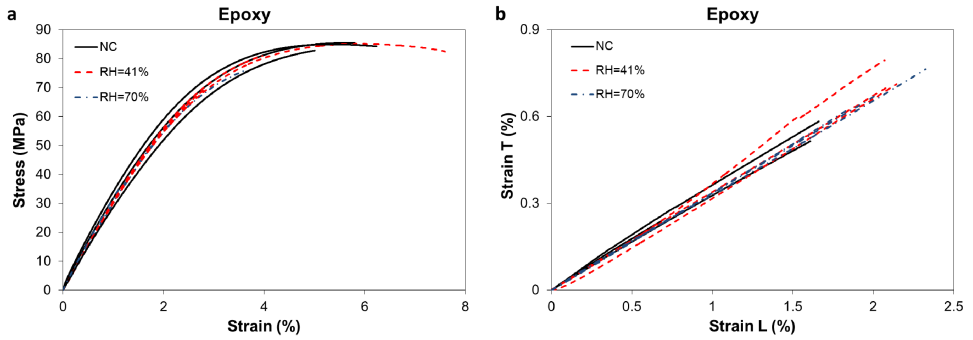 a
Epoxy
90
80
70
60
50
40
30
20
10
0
Stress (MPa)
NC
RH=41%
RH=70%
0 2 4 6 8
Strain (%)
b
Epoxy
0.9
0.6
0.3
0
Strain T (%)
NC
RH=41%
RH=70%
0 0.5 1 1.5 2 2.5
Strain L (%)